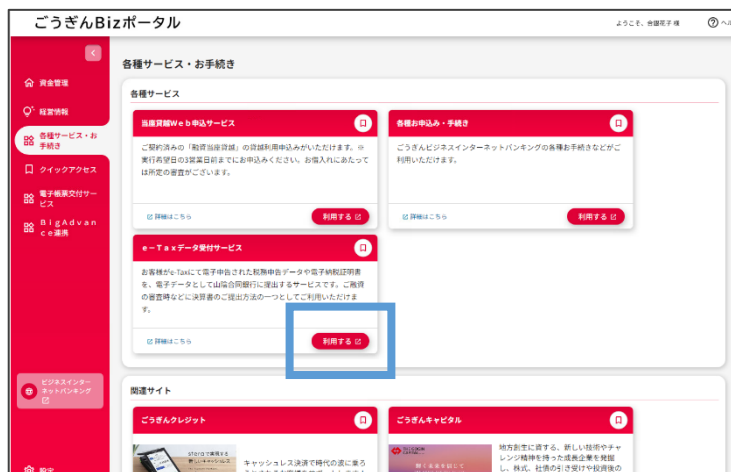 ごうぎんBizポータル
ようこそ、合銀花子 様
ヘル
各種サービス・お手続き
資金管理
経営情報
各種サービス・お
手続き
クイックアクセス
電子帳票交付サー
ビス
ＢｉｇＡｄｖａｎ
ｃｅ連携
ビジネスインター
ネットバンキング
設定
各種サービス
当座貸越Ｗｅｂ申込サービス
ご契約済みの「融資当座貸越」の貸越利用申込みがいただけます。※
実行希望日の3営業日前までにお申込みください。お借入れにあたって
は所定の審査がございます。
詳細はこちら
利用する
各種お申込み・手続き
ごうぎんビジネスインターネットバンキングの各種お手続きなどがご
利用いただけます。
詳細はこちら
利用する
ｅ－Ｔａｘデータ受付サービス
お客様がe-Taxにて電子申告された税務申告データや電子納税証明書
を、電子データとして山陰合同銀行に提出するサービスです。ご融資
の審査時などに決算書のご提出方法の一つとしてご利用いただけま
す。
詳細はこちら
利用する
関連サイト
ごうぎんクレジット
キャッシュレス決済で時代の波に乗ろ
ごうぎんキャピタル
地方創生に資する、新しい技術やチャ
レンジ精神を持った成長企業を発掘
し、株式、社債の引き受けや投資後の